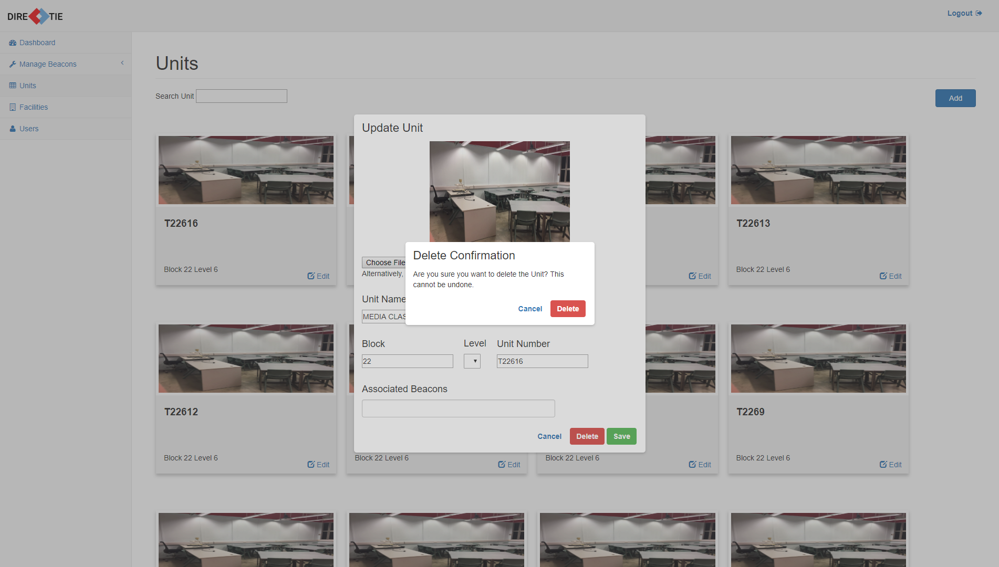 DIRE TIE
Logout
Dashboard
Manage Beacons
Units
Facilities
Users
Units
Search Unit
Add
Update Unit
T22616
T22613
Choose File
Alternatively,
Delete Confirmation
Are you sure you want to delete the Unit? This
cannot be undone.
Cancel Delete
Block 22 Level 6
Edit
Edit
Block 22 Level 6
Edit
Unit Name
MEDIA CLAS
Block Level Unit Number
22 T22616
Associated Beacons
T22612
T2269
Cancel Delete Save
Block 22 Level 6
Edit
Block 22 Level 6
Edit
Block 22 Level 6
Edit
Block 22 Level 6
Edit